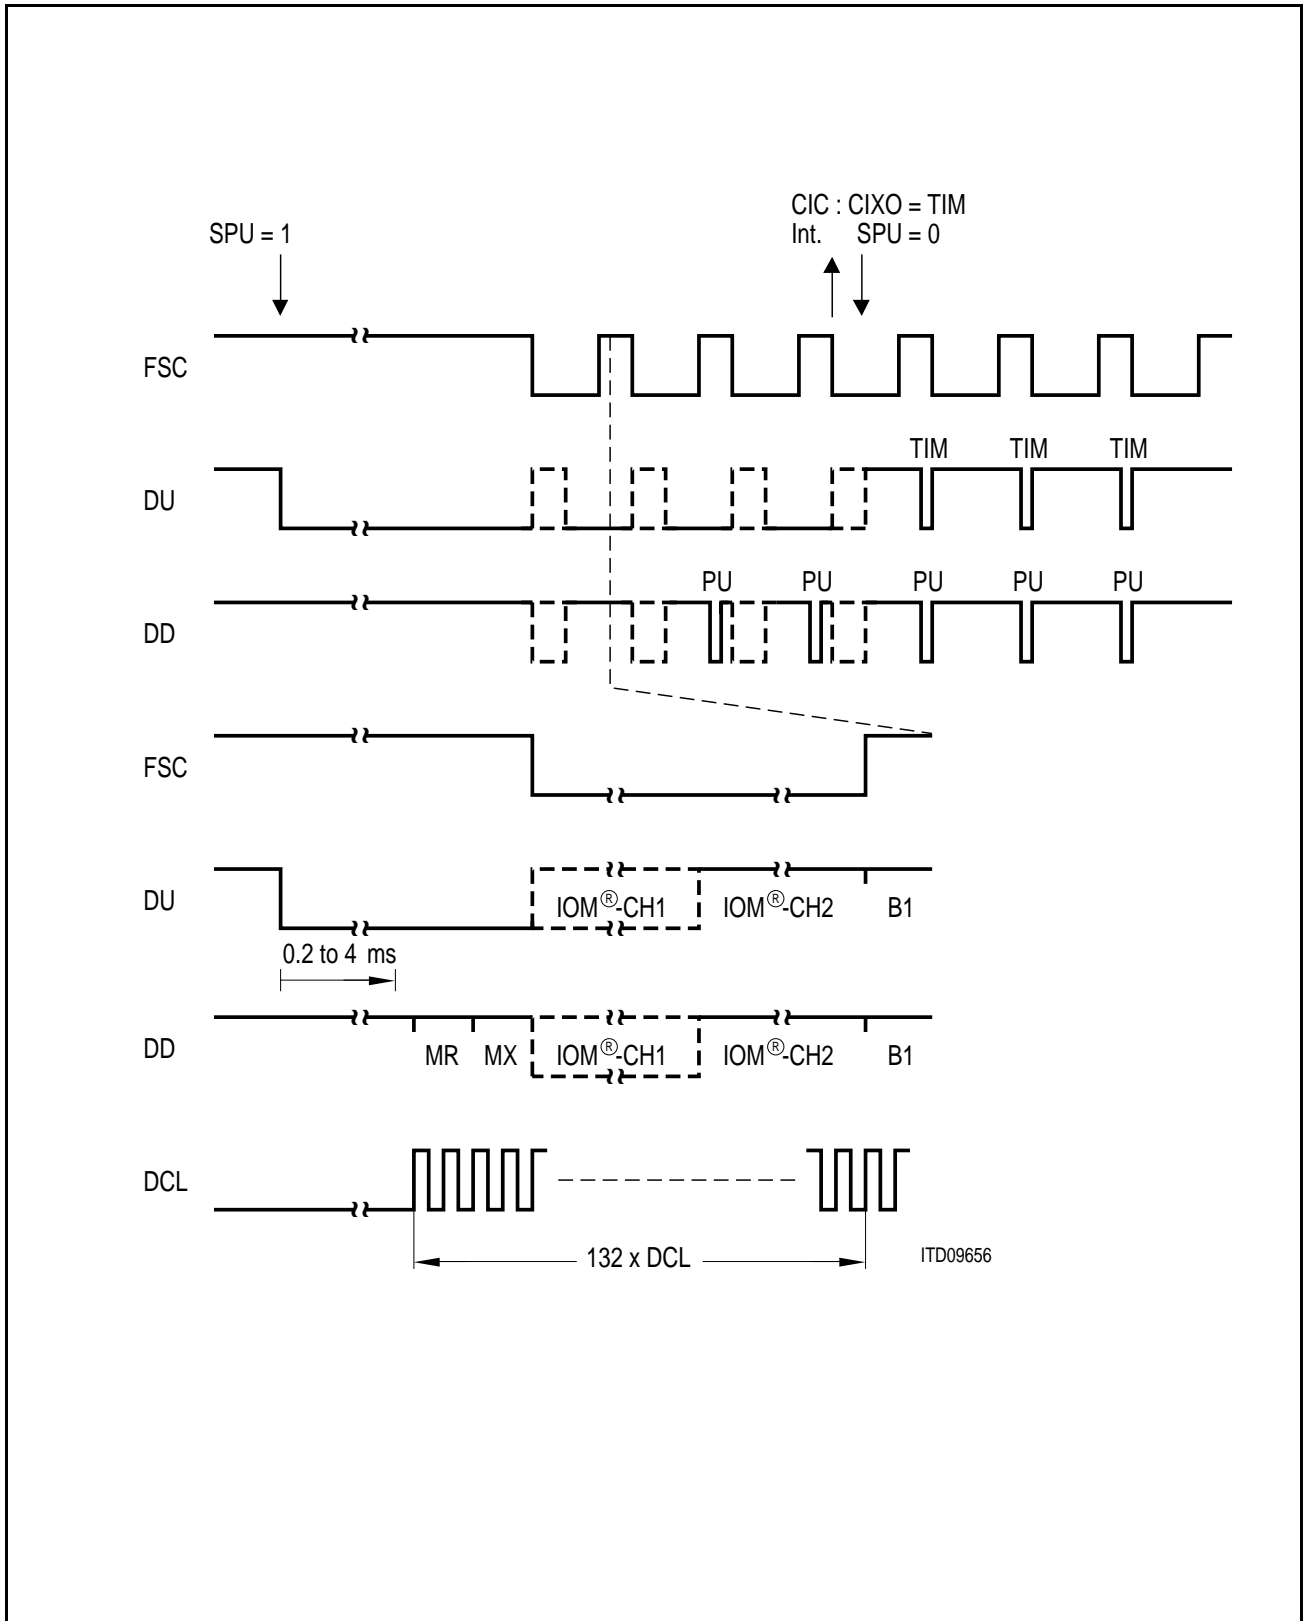 CIC : CIXO = TIM
SPU = 1
Int. SPU = 0
FSC
TIM TIM TIM
DU
PU PU PU PU PU
DD
FSC
DU IOM®-CH1 IOM®-CH2 B1
0.2 to 4 ms
DD MR MX IOM®-CH1 IOM®-CH2 B1
DCL
132 x DCL
ITD09656